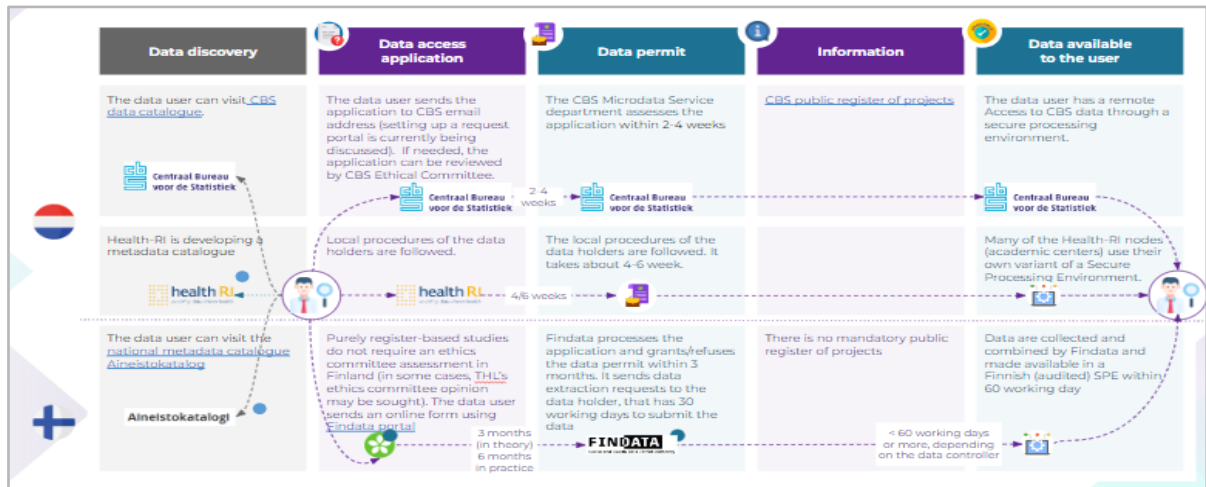 Data discovery
Data access
application
Data permit
Information
Data available
to the user
The data user can visit CBS
data catalogue.
Centraal Bureau
voor de Statistiek
The data user sends the
application to CBS email
address (setting up a request
portal is currently being
discussed). If needed, the
application can be reviewed
by CBS Ethical Committee.
Centraal Bureau
voor de Statistiek
2-4
weeks
The CBS Microdata Service
department assesses the
application within 2-4 weeks
Centraal Bureau
voor de Statistiek
CBS public register of projects
The data user has a remote
Access to CBS data through a
secure processing
environment.
Centraal Bureau
voor de Statistiek
Health-RI is developing a
metadata catalogue
health RI
Local procedures of the data
holders are followed.
health RI
4/6 weeks
The local procedures of the
data holders are followed. It
takes about 4-6 week.
Many of the Health-RI nodes
(academic centers) use their
own variant of a Secure
Processing Environment.
The data user can visit the
national metadata catalogue
Aineistokatalog
Aineistokatalogi
Purely register-based studies
do not require an ethics
committee assessment in
Finland (in some cases, THL's
ethics committee opinion
may be sought). The data user
sends an online form using
Findata portal
3 months
(in theory)
6 months
in practice
Findata processes the
application and grants/refuses
the data permit within 3
months. It sends data
extraction requests to the
data holder, that has 30
working days to submit the
data
FINDATA
There is no mandatory public
register of projects
< 60 working days
or more, depending
on the data controller
Data are collected and
combined by Findata and
made available in a
Finnish (audited) SPE within
60 working day